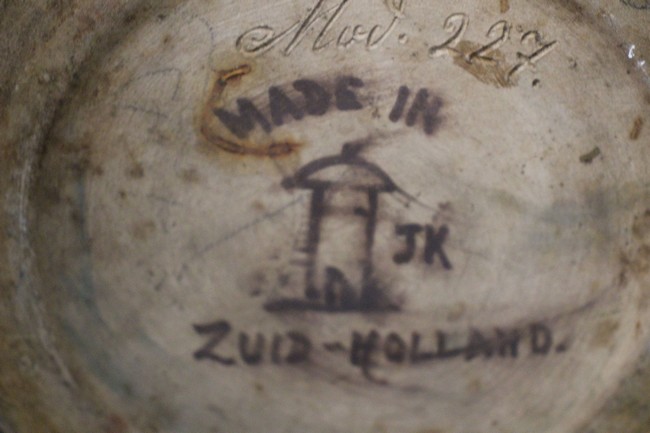 Mod. 227.
MADE IN
JK
ZUID-HOLLAND.